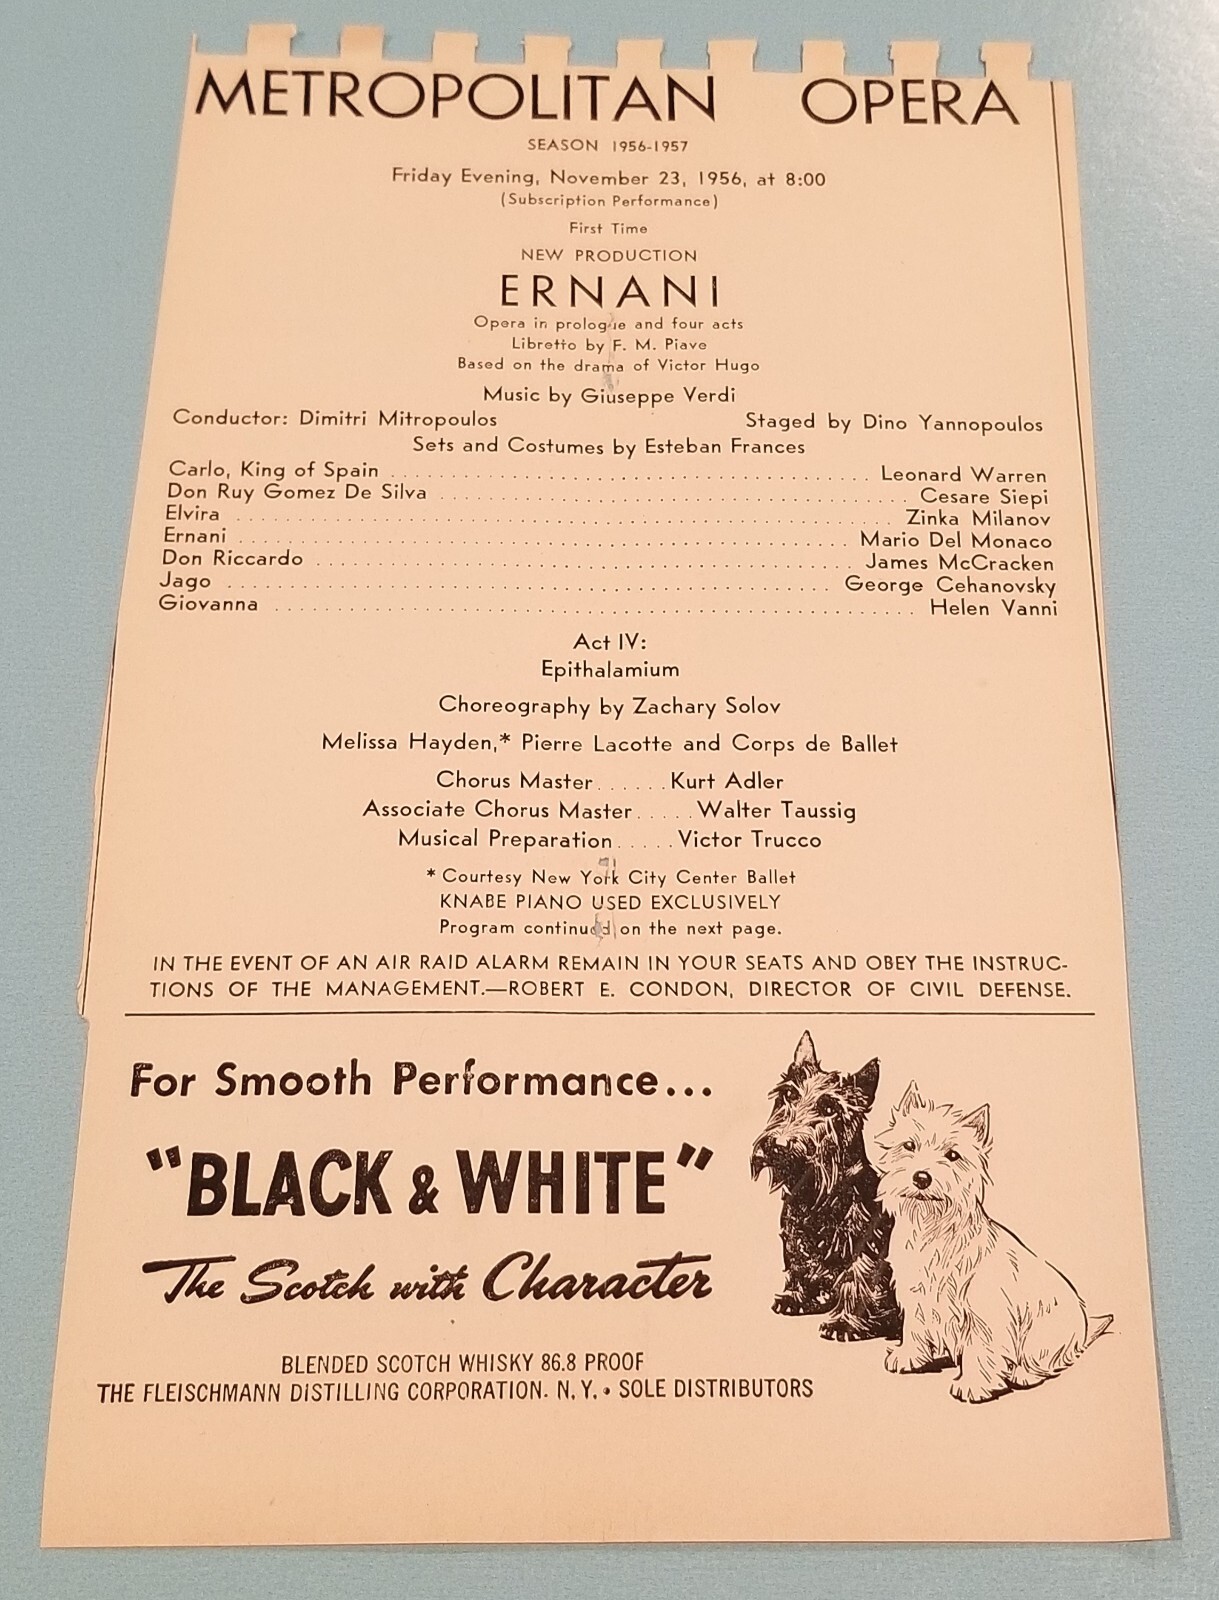 METROPOLITAN OPERA
SEASON 1956-1957
Friday Evening, November 23, 1956, at 8:00
(Subscription Performance)
First Time
NEW PRODUCTION
ERNANI
Opera in prologue and four acts
Libretto by F. M. Piave
Based on the drama of Victor Hugo
Music by Giuseppe Verdi
Conductor: Dimitri Mitropoulos Staged by Dino Yannopoulos
Sets and Costumes by Esteban Frances
Carlo, King of Spain . . . . . . . . . . Leonard Warren
Don Ruy Gomez De Silva . . . . . . . . . . Cesare Siepi
Elvira . . . . . . . . . . Zinka Milanov
Ernani . . . . . . . . . . Mario Del Monaco
Don Riccardo . . . . . . . . . . James McCracken
Jago . . . . . . . . . . George Cehanovsky
Giovanna . . . . . . . . . . Helen Vanni
Act IV:
Epithalamium
Choreography by Zachary Solov
Melissa Hayden,* Pierre Lacotte and Corps de Ballet
Chorus Master . . . . . . Kurt Adler
Associate Chorus Master . . . . . Walter Taussig
Musical Preparation . . . . . Victor Trucco
* Courtesy New York City Center Ballet
KNABE PIANO USED EXCLUSIVELY
Program continued on the next page.
IN THE EVENT OF AN AIR RAID ALARM REMAIN IN YOUR SEATS AND OBEY THE INSTRUC-
TIONS OF THE MANAGEMENT.—ROBERT E. CONDON, DIRECTOR OF CIVIL DEFENSE.
For Smooth Performance...
"BLACK & WHITE"
The Scotch with Character
BLENDED SCOTCH WHISKY 86.8 PROOF
THE FLEISCHMANN DISTILLING CORPORATION. N.Y. • SOLE DISTRIBUTORS